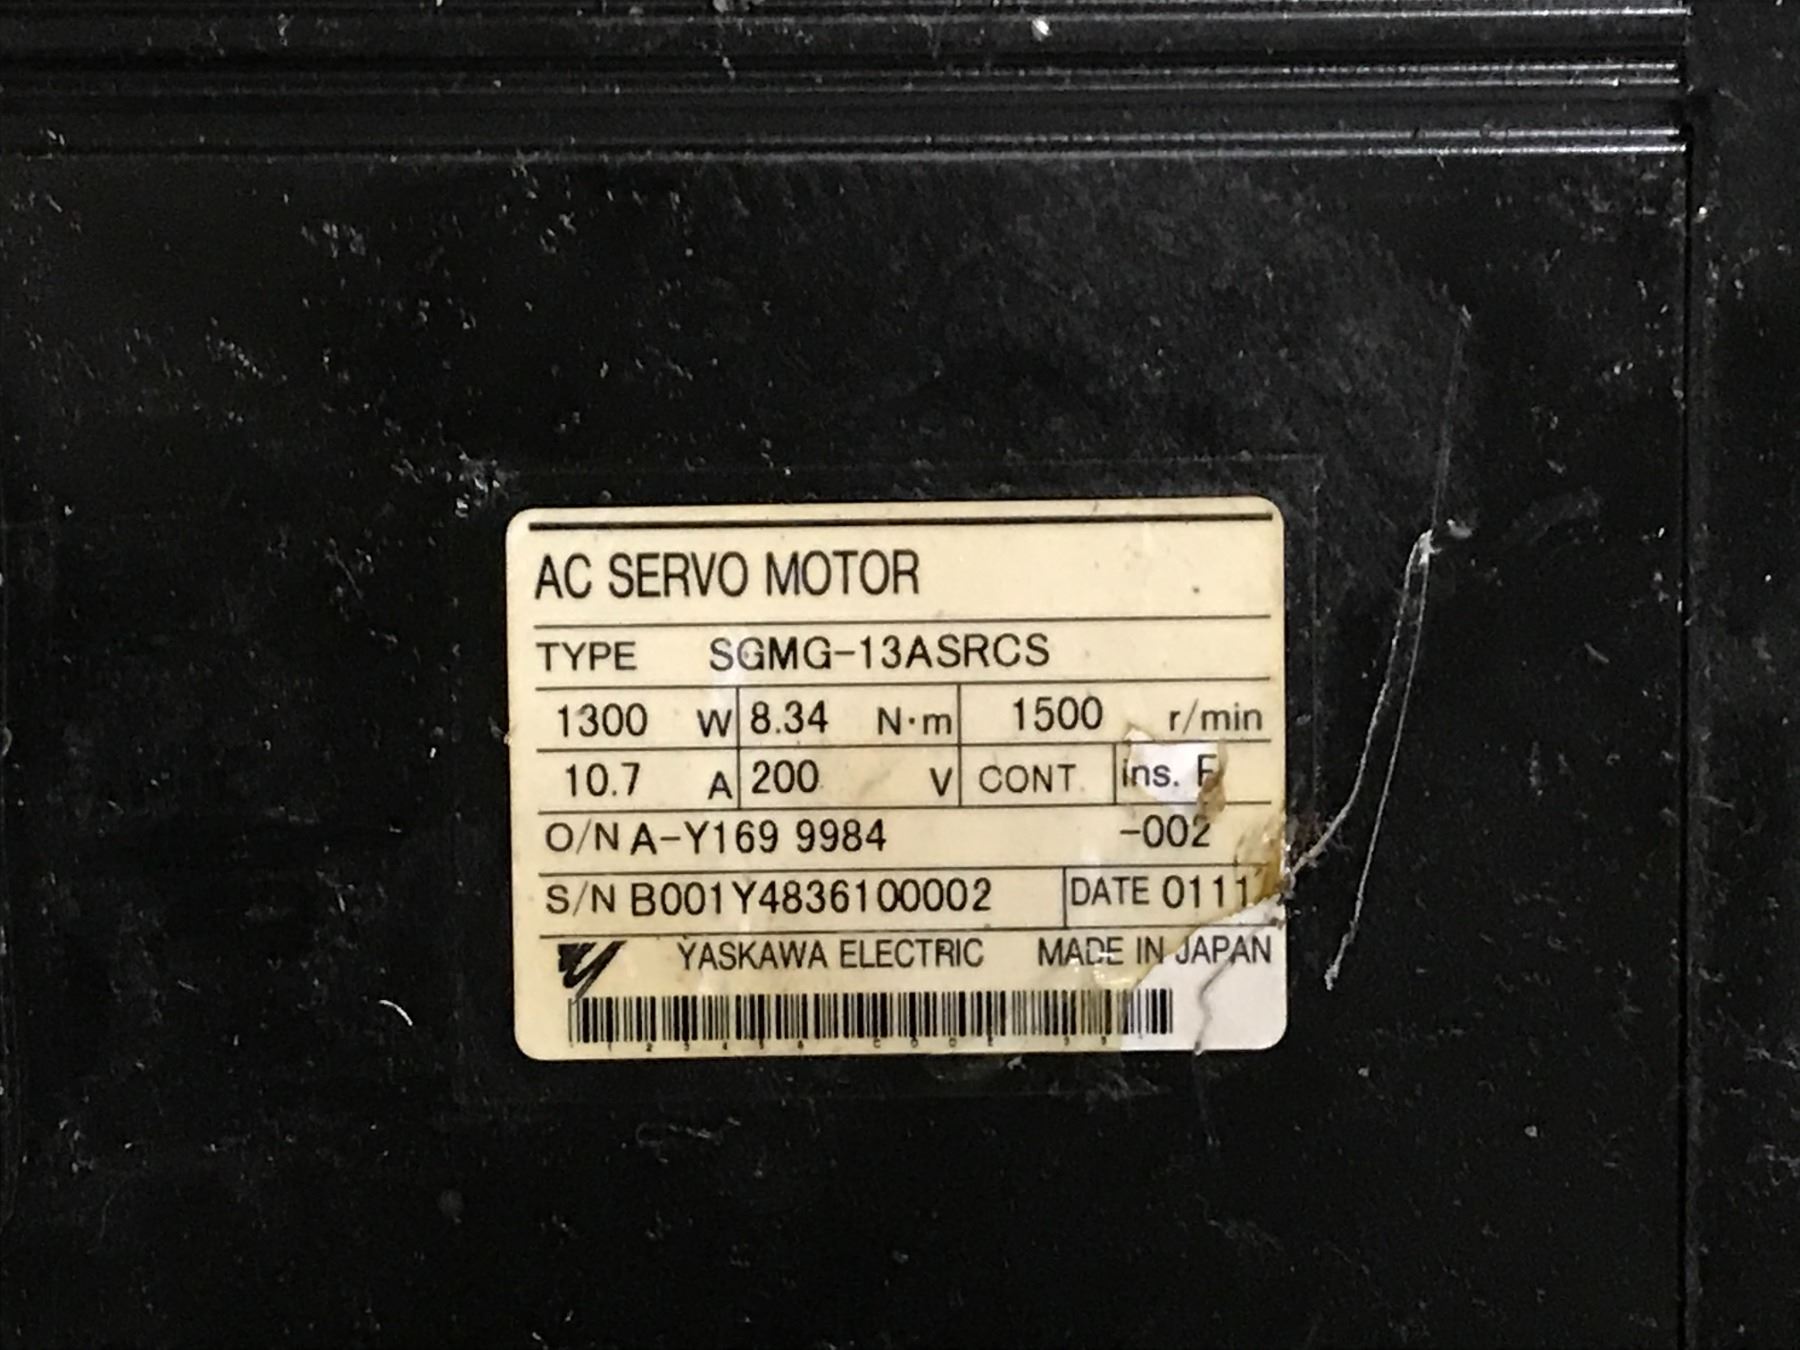 AC SERVO MOTOR
TYPE SGMG-13ASRCS
1300 W 8.34 N·m 1500 r/min
10.7 A 200 V CONT. ins. F
O/N A-Y169 9984 -002
S/N B001Y4836100002 DATE 0111
YASKAWA ELECTRIC MADE IN JAPAN